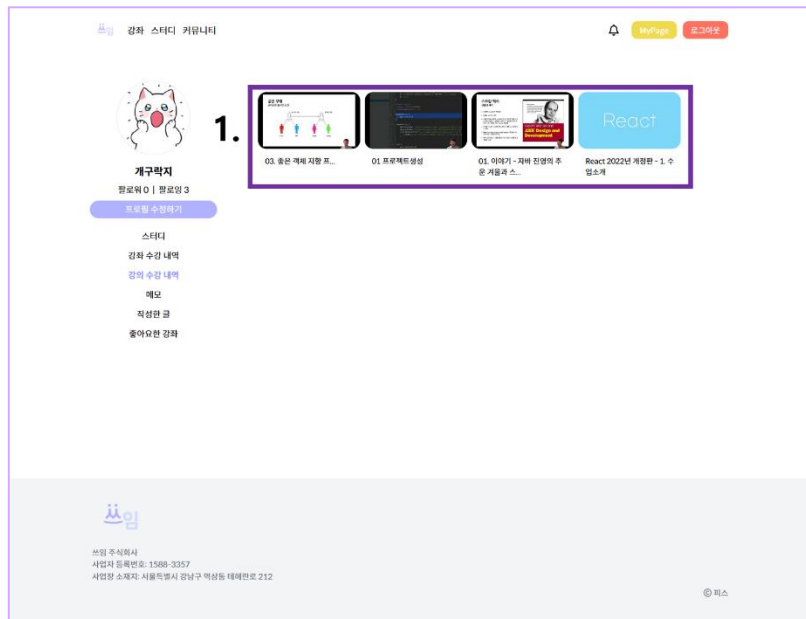 쓰임
강좌 스터디 커뮤니티
MyPage
로그아웃
1.
개구락지
팔로워 0 | 팔로잉 3
프로필 수정하기
스터디
강좌 수강 내역
강의 수강 내역
메모
작성한 글
좋아요한 강좌
03. 좋은 객체 지향 프...
01 프로젝트생성
01. 이야기 - 자바 진영의 추
운 겨울과 스...
React
React 2022년 개정판 - 1. 수
업소개
쓰임
쓰임 주식회사
사업자 등록번호: 1588-3357
사업장 소재지: 서울특별시 강남구 역삼동 테헤란로 212
© 피스